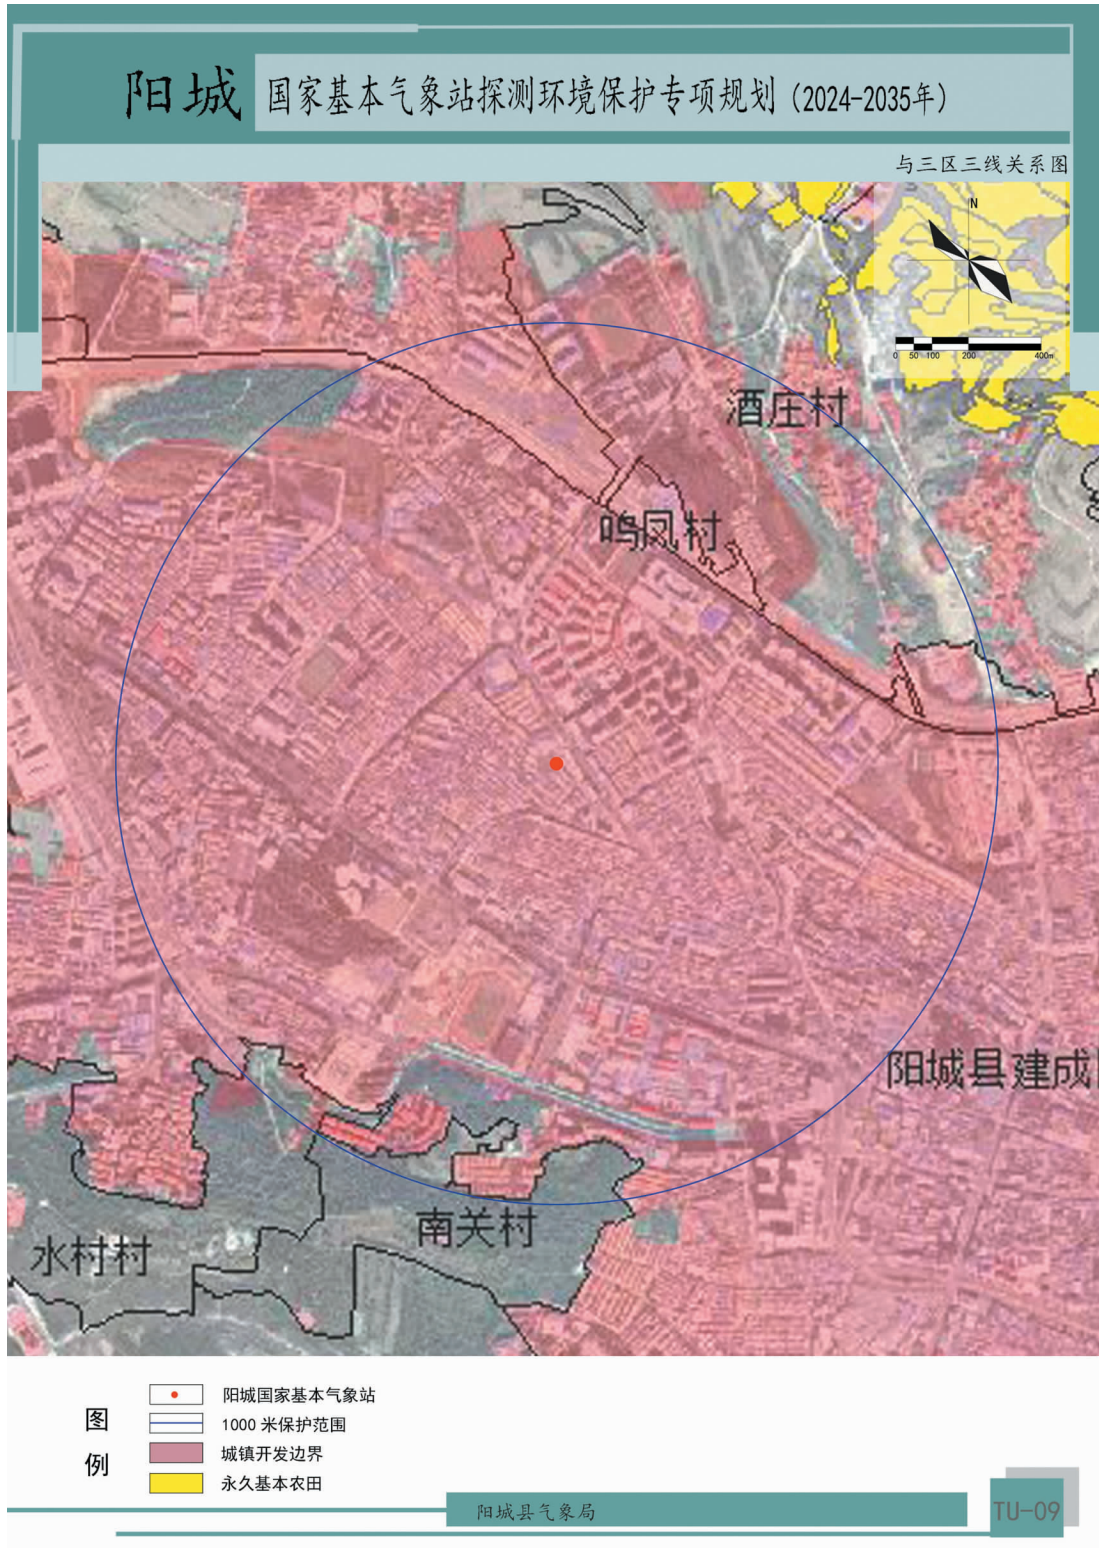 阳城 国家基本气象站探测环境保护专项规划（2024-2035年）
与三区三线关系图
N
0 50 100 200 400m
酒庄村
鸣凤村
阳城县建成
南关村
水村村
图例
阳城国家基本气象站
1000 米保护范围
城镇开发边界
永久基本农田
阳城县气象局
TU-09